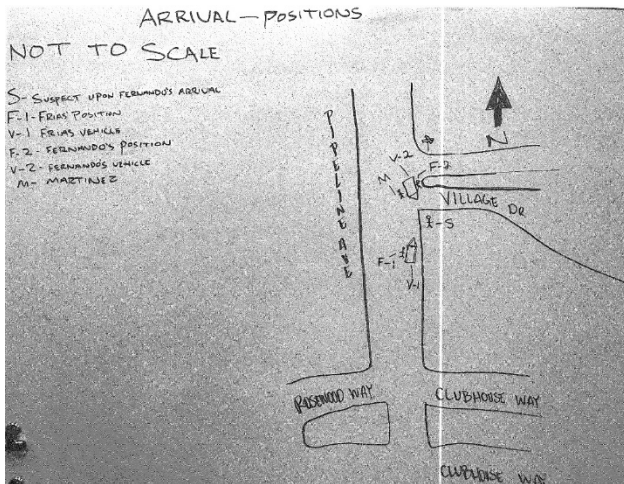 ARRIVAL—POSITIONS
NOT TO SCALE
S- SUSPECT UPON FERNANDO'S ARRIVAL
F-1- FRIAS' POSITION
V-1 FRIAS VEHICLE
F-2- FERNANDO'S POSITION
V-2- FERNANDO'S VEHICLE
M- MARTINEZ
N
PIPELINE AVE
V-2
F-2
M
VILLAGE DR
S
F-1
V-1
ROSEWOOD WAY
CLUBHOUSE WAY
CLUBHOUSE WAY